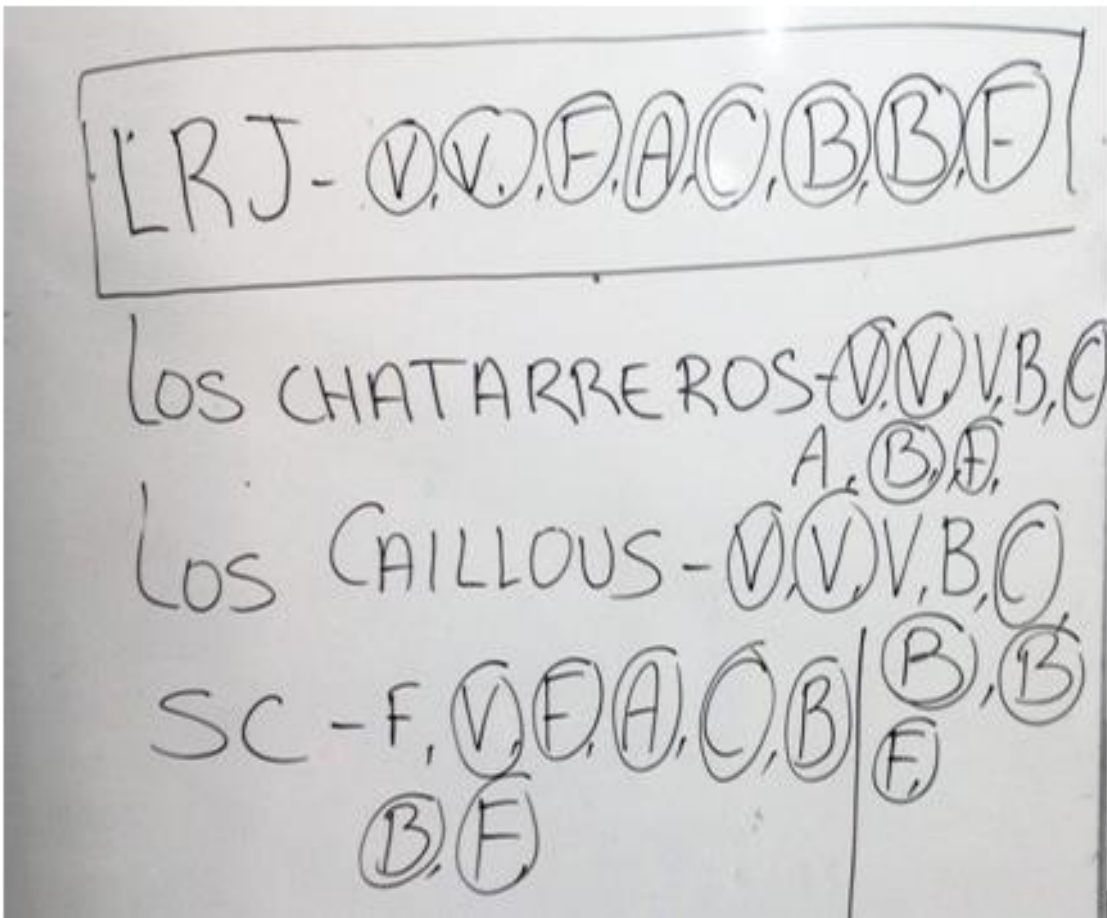 LRJ - V, V, F, A, C, B, B, F
LOS CHATARREROS - V, V, V, B, C
A, B, F.
LOS CAILLOUS - V, V, V, B, C,
B, B
F,
SC - F, V, F, A, C, B
B, F